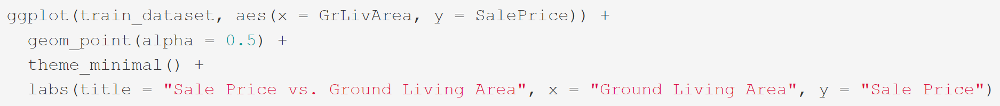 ggplot(train_dataset, aes(x = GrLivArea, y = SalePrice)) +
  geom_point(alpha = 0.5) +
  theme_minimal() +
  labs(title = "Sale Price vs. Ground Living Area", x = "Ground Living Area", y = "Sale Price")